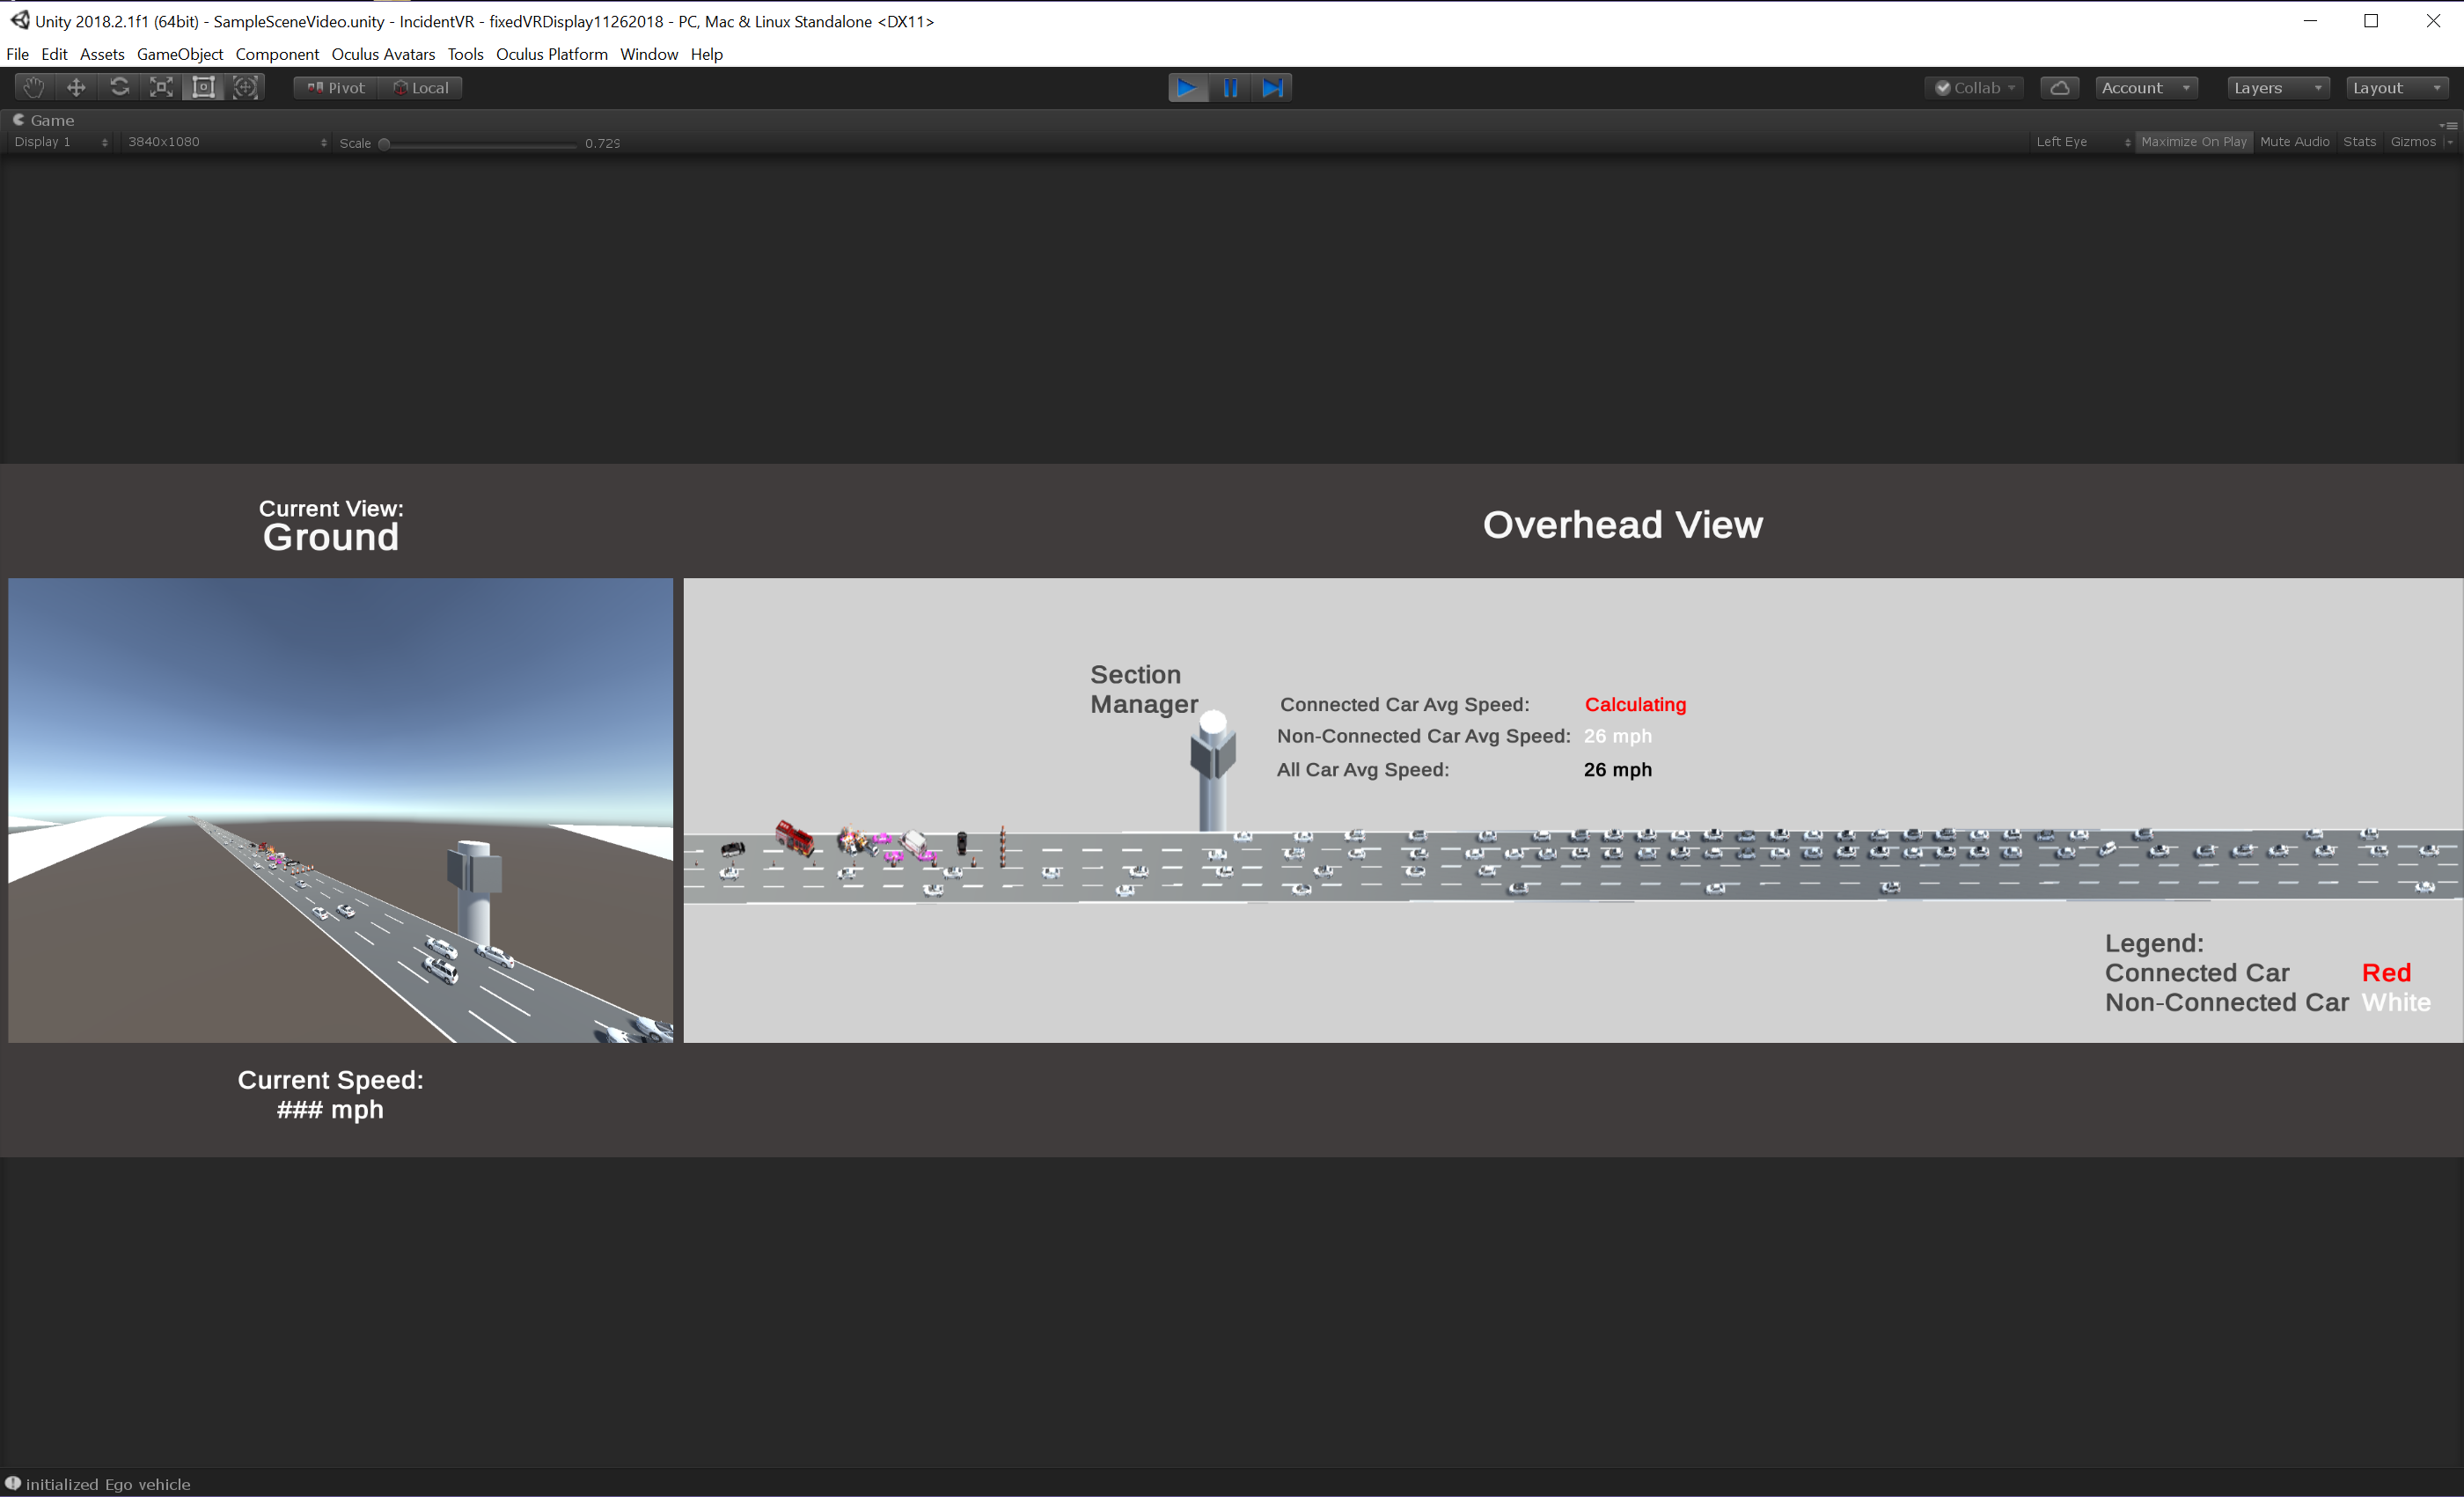 Unity 2018.2.1f1 (64bit) - SampleSceneVideo.unity - IncidentVR - fixedVRDisplay11262018 - PC, Mac & Linux Standalone <DX11>
File Edit Assets GameObject Component Oculus Avatars Tools Oculus Platform Window Help
Pivot Local Collab Account Layers Layout
Game
Display 1 3840x1080 Scale 0.729 Left Eye Maximize On Play Mute Audio Stats Gizmos
Current View:
Ground
Overhead View
Section
Manager
Connected Car Avg Speed: Calculating
Non-Connected Car Avg Speed: 26 mph
All Car Avg Speed: 26 mph
Legend:
Connected Car Red
Non-Connected Car White
Current Speed:
### mph
initialized Ego vehicle